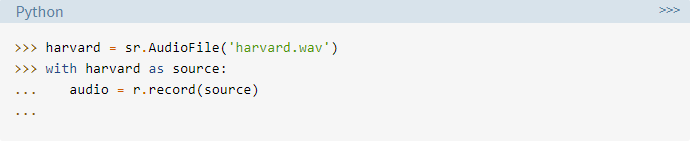 Python >>>
>>> harvard = sr.AudioFile('harvard.wav')
>>> with harvard as source:
...    audio = r.record(source)
...